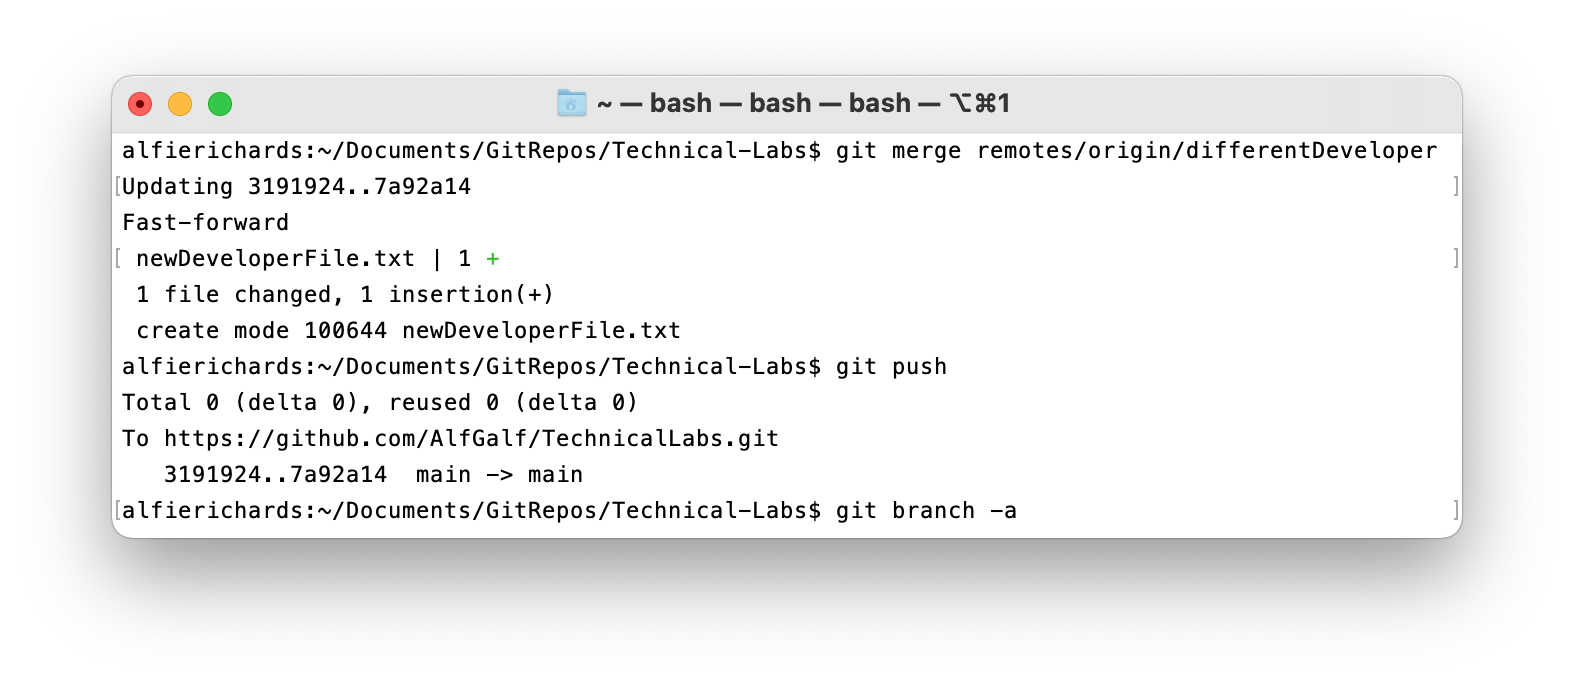 ~ — bash — bash — bash — ⌥⌘1
alfierichards:~/Documents/GitRepos/Technical-Labs$ git merge remotes/origin/differentDeveloper
[Updating 3191924..7a92a14 ]
Fast-forward
[ newDeveloperFile.txt | 1 + ]
 1 file changed, 1 insertion(+)
 create mode 100644 newDeveloperFile.txt
alfierichards:~/Documents/GitRepos/Technical-Labs$ git push
Total 0 (delta 0), reused 0 (delta 0)
To https://github.com/AlfGalf/TechnicalLabs.git
   3191924..7a92a14  main -> main
[alfierichards:~/Documents/GitRepos/Technical-Labs$ git branch -a ]